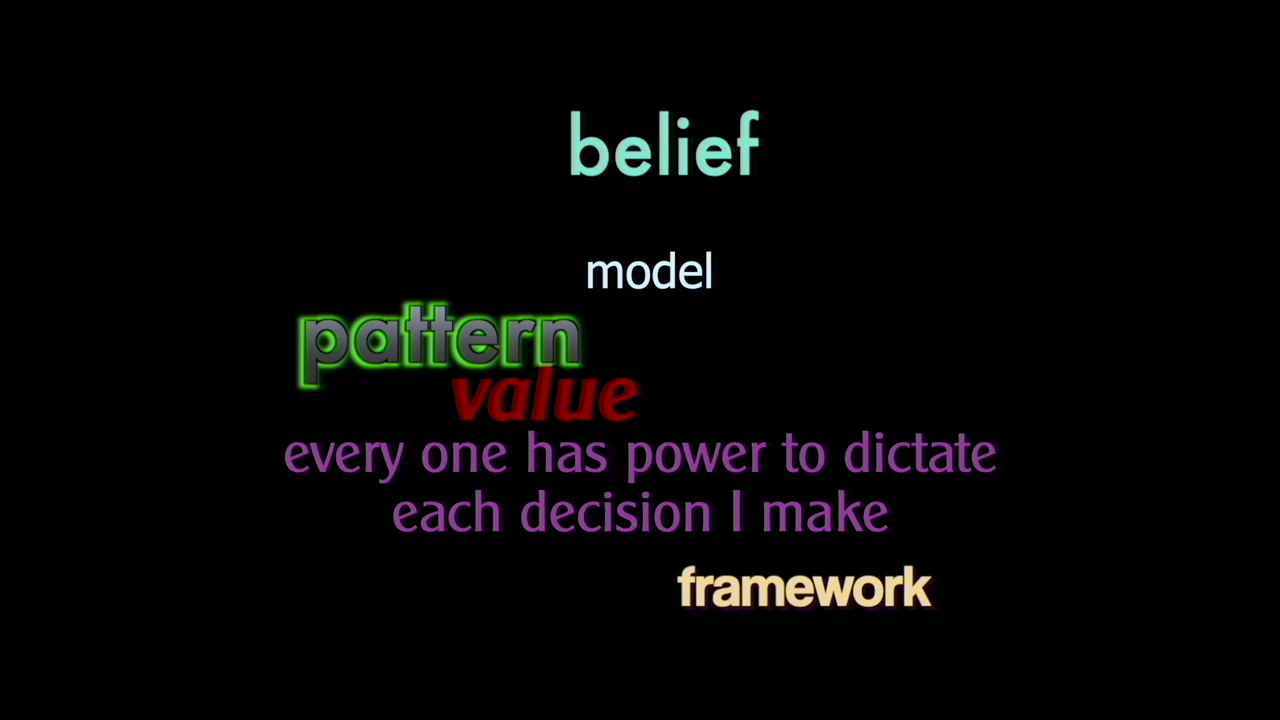 belief
model
pattern
value
every one has power to dictate
each decision I make
framework